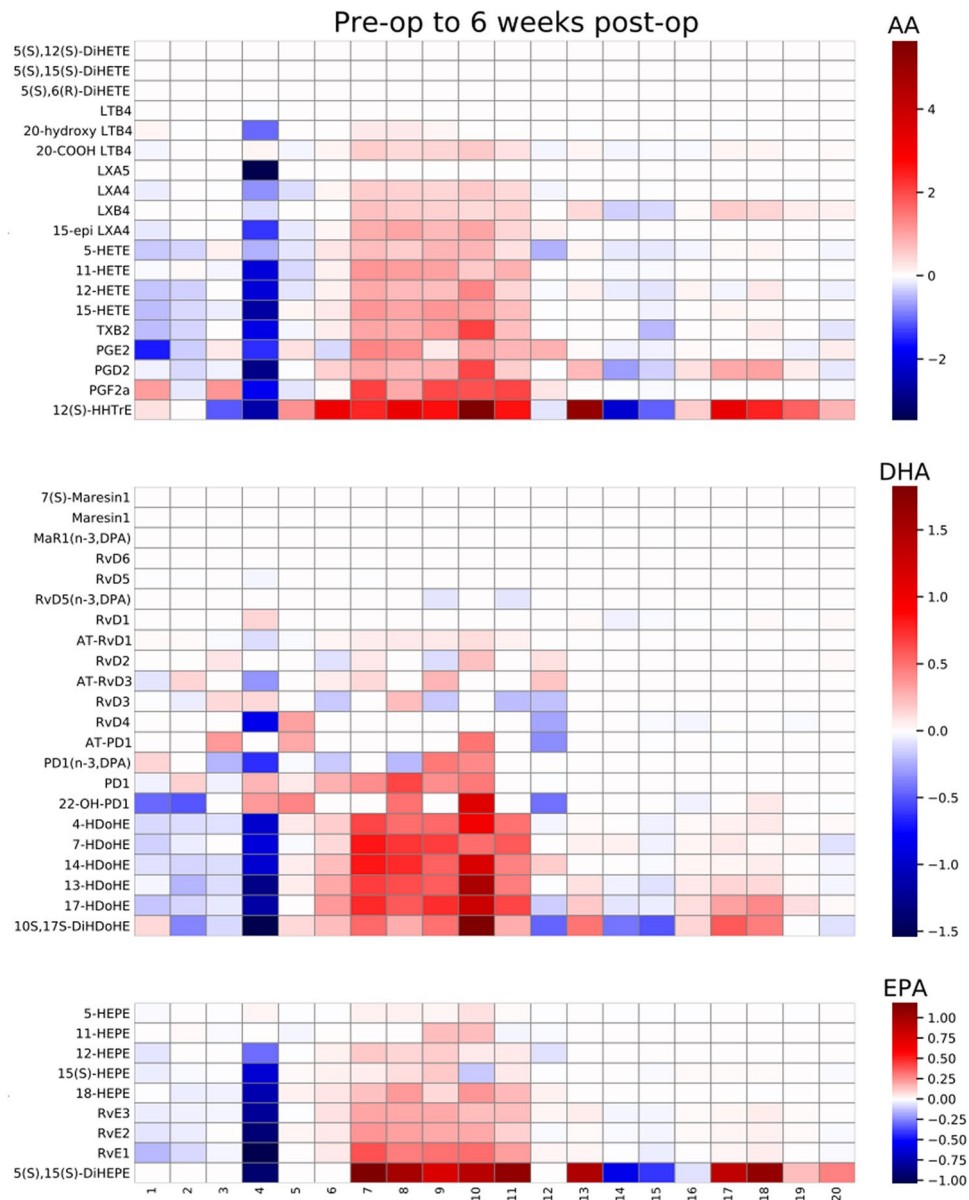 Pre-op to 6 weeks post-op
AA
5(S),12(S)-DiHETE
5(S),15(S)-DiHETE
5(S),6(R)-DiHETE
LTB4
20-hydroxy LTB4
20-COOH LTB4
LXA5
LXA4
LXB4
15-epi LXA4
5-HETE
11-HETE
12-HETE
15-HETE
TXB2
PGE2
PGD2
PGF2a
12(S)-HHTrE
4
2
0
−2
DHA
7(S)-Maresin1
Maresin1
MaR1(n-3,DPA)
RvD6
RvD5
RvD5(n-3,DPA)
RvD1
AT-RvD1
RvD2
AT-RvD3
RvD3
RvD4
AT-PD1
PD1(n-3,DPA)
PD1
22-OH-PD1
4-HDoHE
7-HDoHE
14-HDoHE
13-HDoHE
17-HDoHE
10S,17S-DiHDoHE
1.5
1.0
0.5
0.0
−0.5
−1.0
−1.5
EPA
5-HEPE
11-HEPE
12-HEPE
15(S)-HEPE
18-HEPE
RvE3
RvE2
RvE1
5(S),15(S)-DiHEPE
1.00
0.75
0.50
0.25
0.00
−0.25
−0.50
−0.75
−1.00
1 2 3 4 5 6 7 8 9 10 11 12 13 14 15 16 17 18 19 20